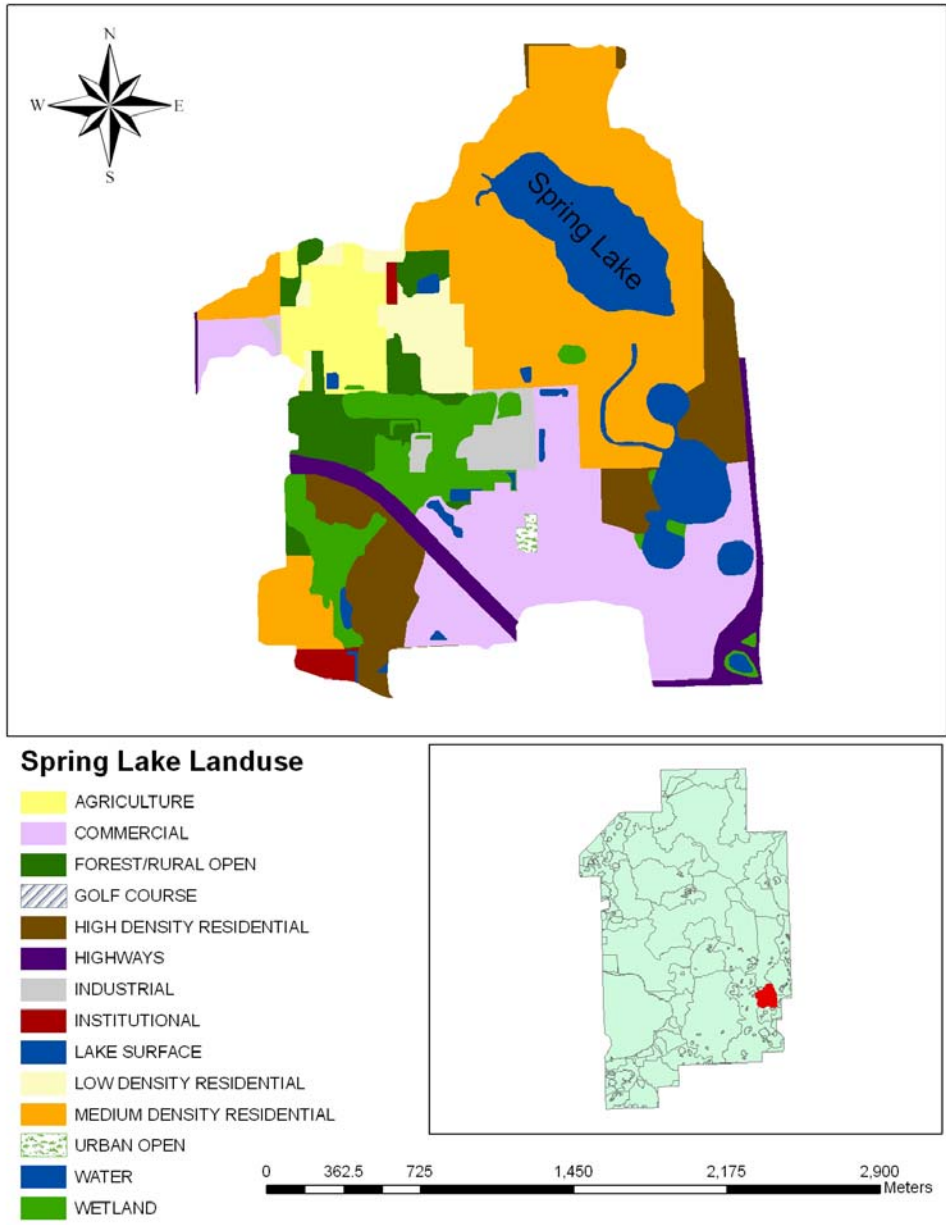 N
W
E
S
Spring Lake
Spring Lake Landuse
AGRICULTURE
COMMERCIAL
FOREST/RURAL OPEN
GOLF COURSE
HIGH DENSITY RESIDENTIAL
HIGHWAYS
INDUSTRIAL
INSTITUTIONAL
LAKE SURFACE
LOW DENSITY RESIDENTIAL
MEDIUM DENSITY RESIDENTIAL
URBAN OPEN
WATER
WETLAND
0 362.5 725 1,450 2,175 2,900
Meters